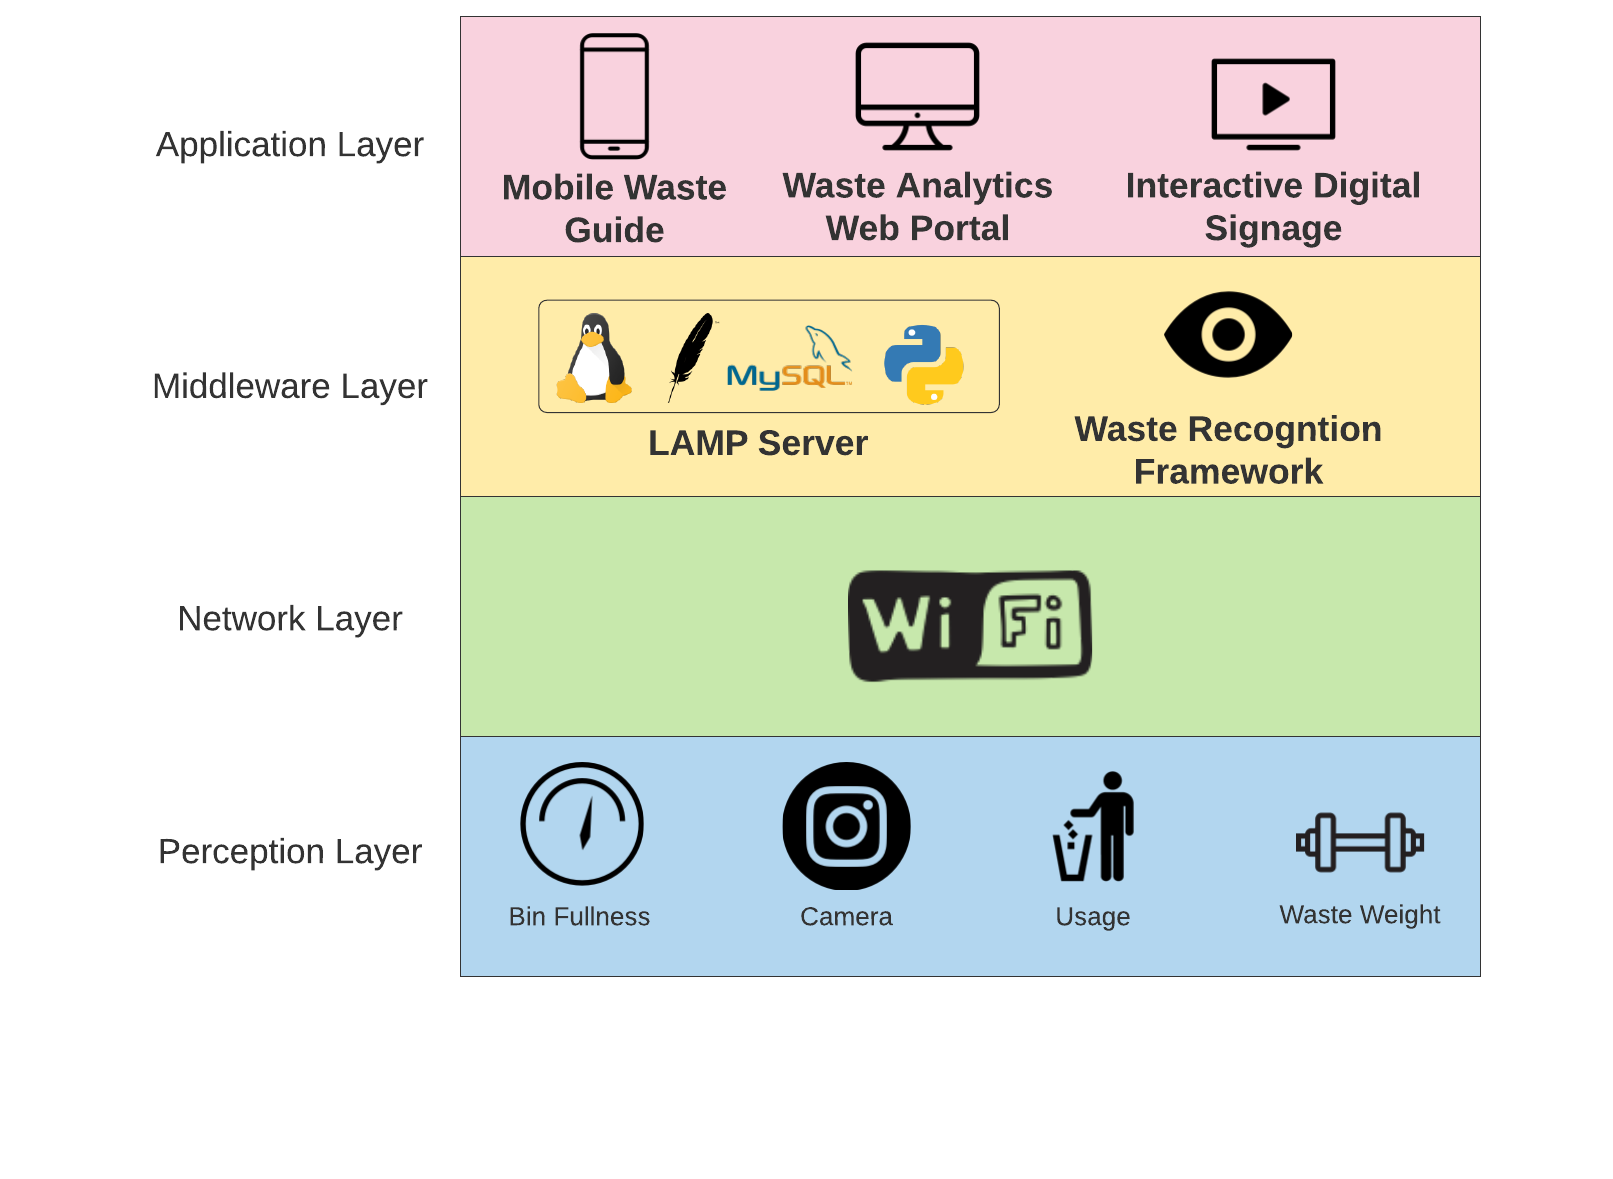 Application Layer
Mobile Waste
Guide
Waste Analytics
Web Portal
Interactive Digital
Signage
Middleware Layer
MySQL™
LAMP Server
Waste Recogntion
Framework
Network Layer
Wi Fi
Perception Layer
Bin Fullness
Camera
Usage
Waste Weight